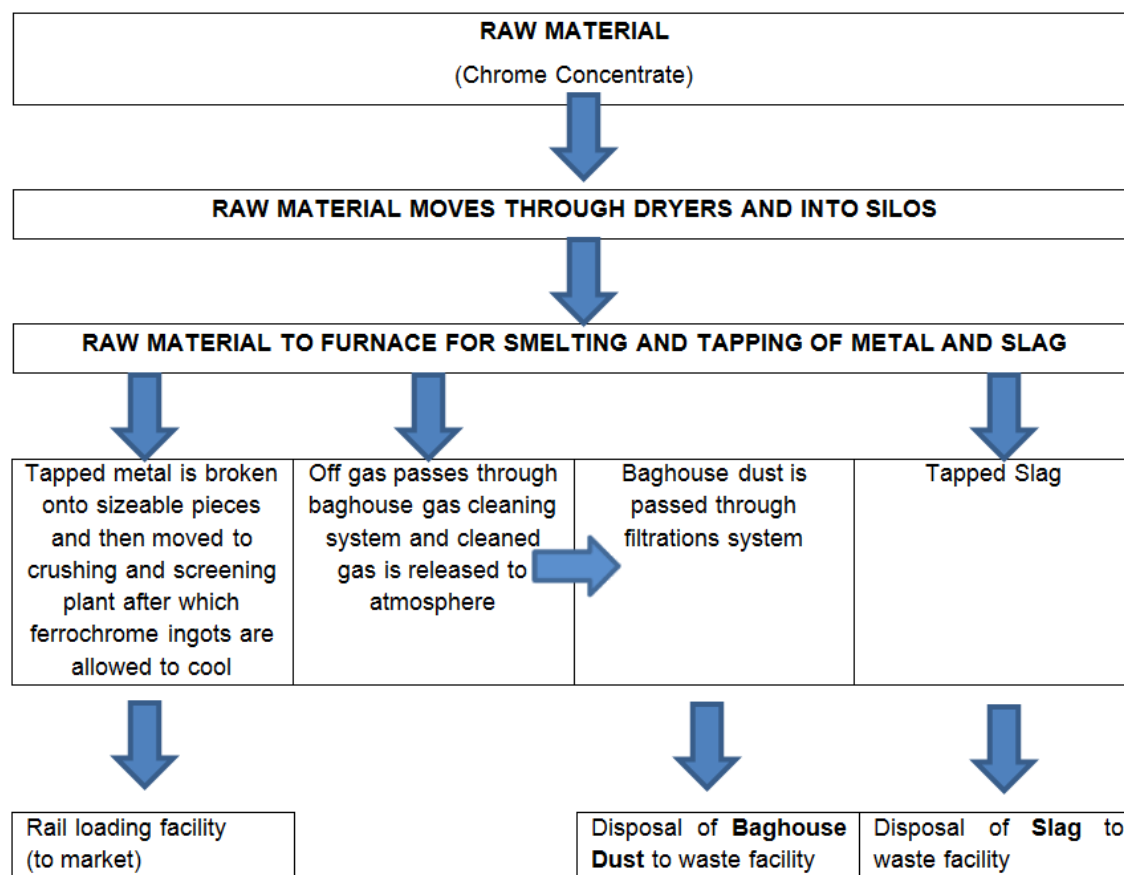 RAW MATERIAL
(Chrome Concentrate)
RAW MATERIAL MOVES THROUGH DRYERS AND INTO SILOS
RAW MATERIAL TO FURNACE FOR SMELTING AND TAPPING OF METAL AND SLAG
Tapped metal is broken
onto sizeable pieces
and then moved to
crushing and screening
plant after which
ferrochrome ingots are
allowed to cool
Off gas passes through
baghouse gas cleaning
system and cleaned
gas is released to
atmosphere
Baghouse dust is
passed through
filtrations system
Tapped Slag
Rail loading facility
(to market)
Disposal of Baghouse
Dust to waste facility
Disposal of Slag to
waste facility